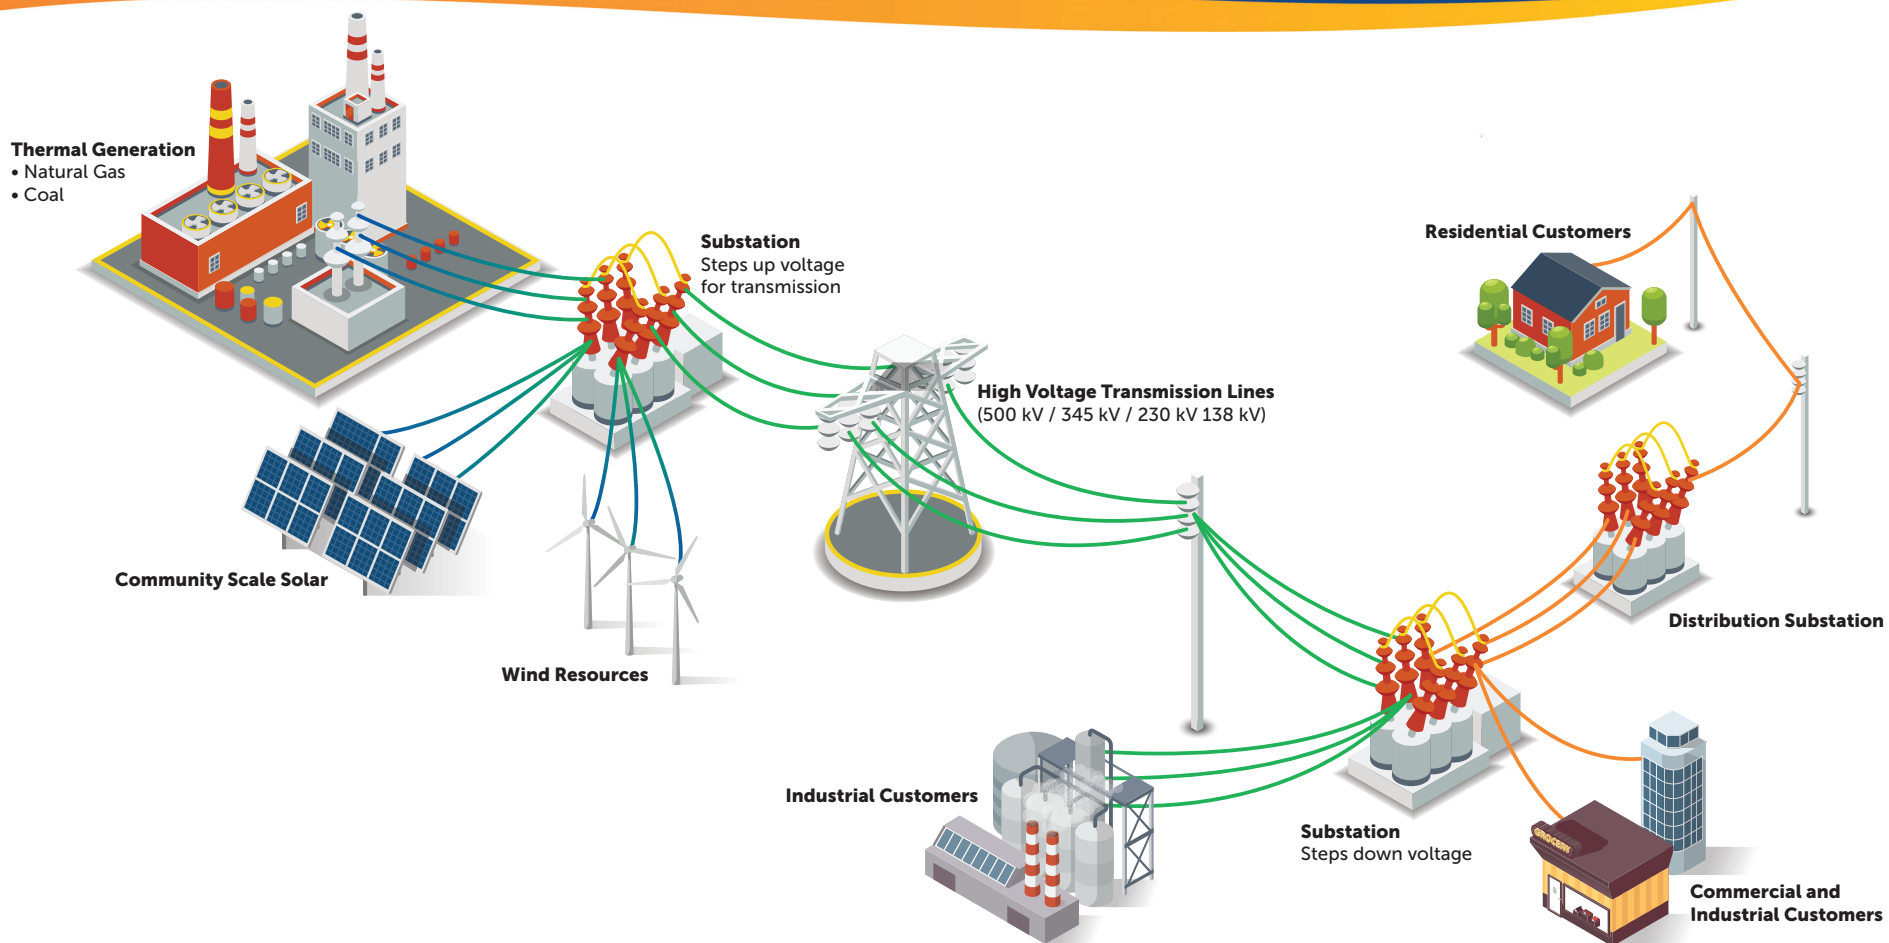 Thermal Generation
• Natural Gas
• Coal
Substation
Steps up voltage
for transmission
Residential Customers
High Voltage Transmission Lines
(500 kV / 345 kV / 230 kV 138 kV)
Community Scale Solar
Wind Resources
Distribution Substation
Industrial Customers
Substation
Steps down voltage
GROCERY
Commercial and
Industrial Customers